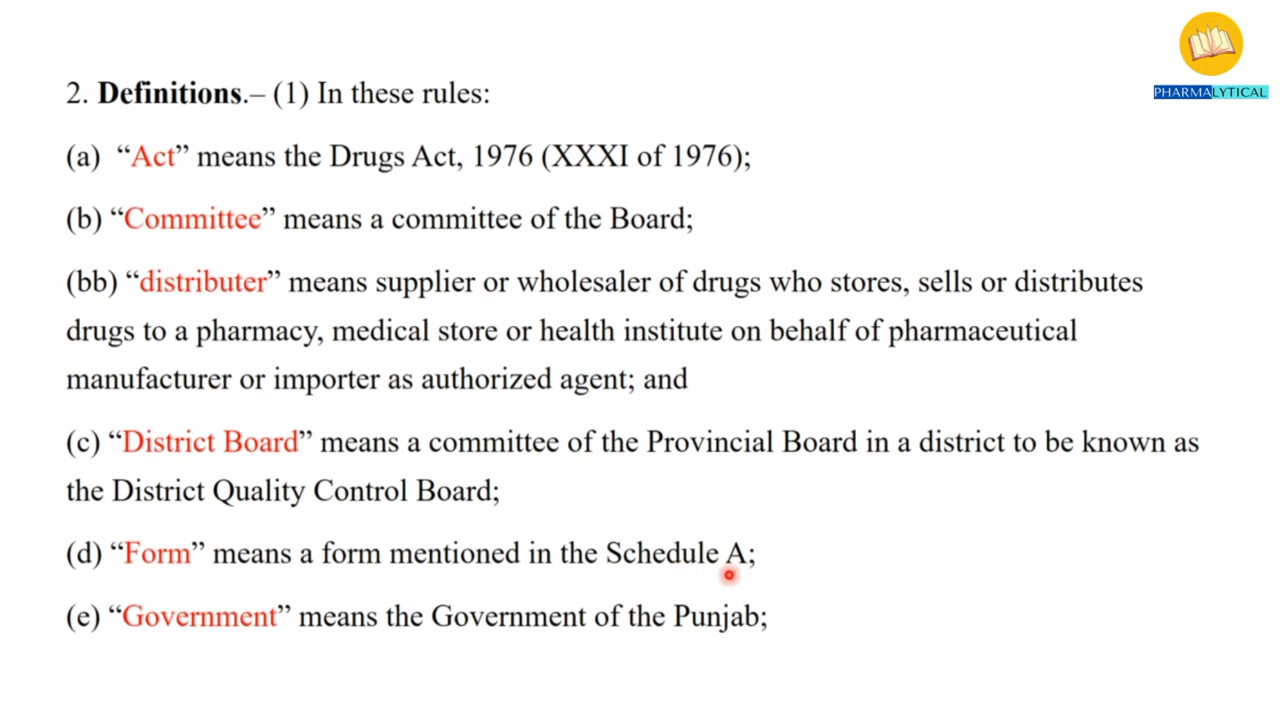 PHARMALYTICAL
2. Definitions.– (1) In these rules:
(a) “Act” means the Drugs Act, 1976 (XXXI of 1976);
(b) “Committee” means a committee of the Board;
(bb) “distributer” means supplier or wholesaler of drugs who stores, sells or distributes
drugs to a pharmacy, medical store or health institute on behalf of pharmaceutical
manufacturer or importer as authorized agent; and
(c) “District Board” means a committee of the Provincial Board in a district to be known as
the District Quality Control Board;
(d) “Form” means a form mentioned in the Schedule A;
(e) “Government” means the Government of the Punjab;